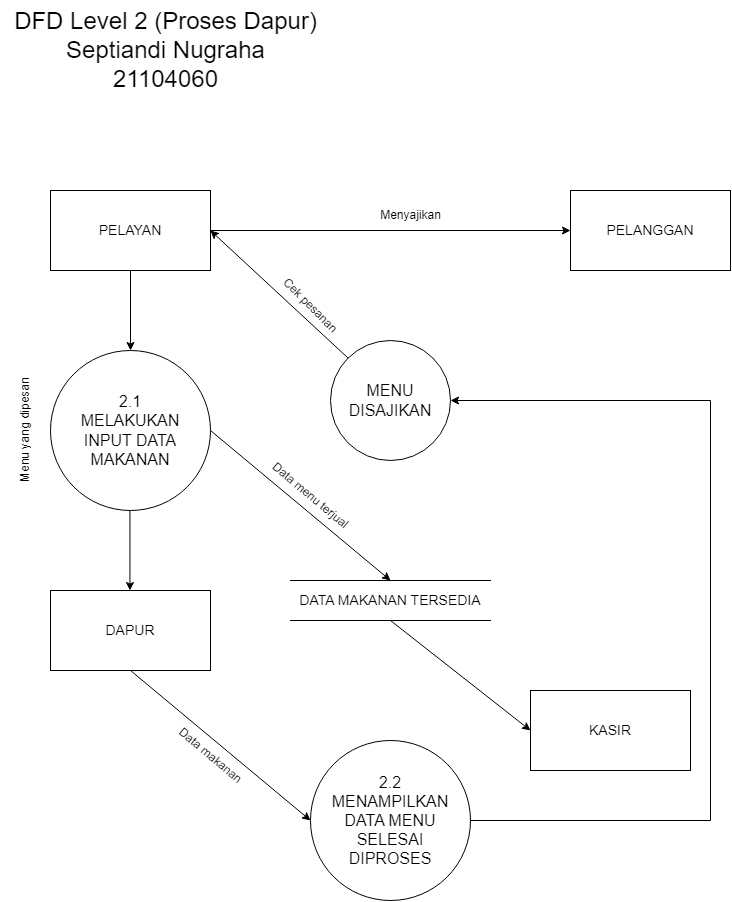 DFD Level 2 (Proses Dapur)
Septiandi Nugraha
21104060
PELAYAN
Menyajikan
PELANGGAN
Cek pesanan
MENU
DISAJIKAN
Menu yang dipesan
2.1
MELAKUKAN
INPUT DATA
MAKANAN
Data menu terjual
DATA MAKANAN TERSEDIA
DAPUR
Data makanan
KASIR
2.2
MENAMPILKAN
DATA MENU
SELESAI
DIPROSES